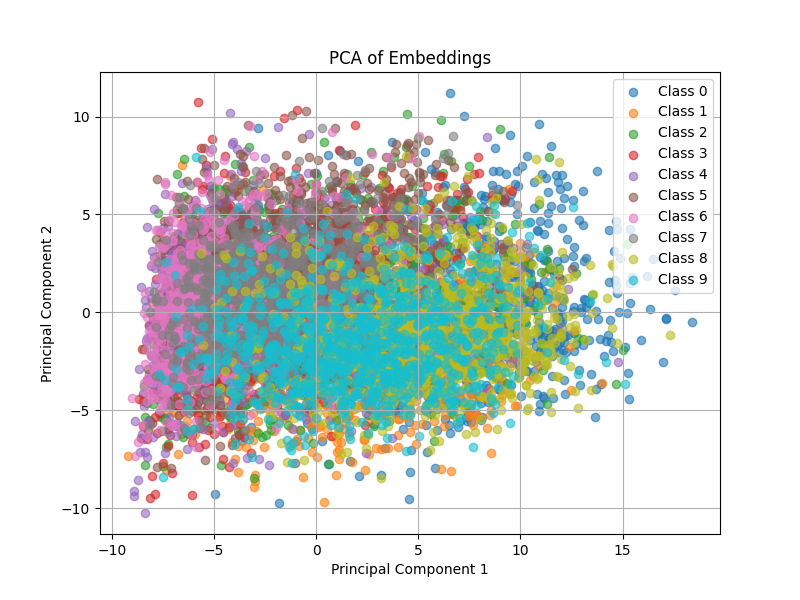 PCA of Embeddings
Class 0
Class 1
Class 2
Class 3
Class 4
Class 5
Class 6
Class 7
Class 8
Class 9
10
5
0
−5
−10
Principal Component 2
−10 −5 0 5 10 15
Principal Component 1